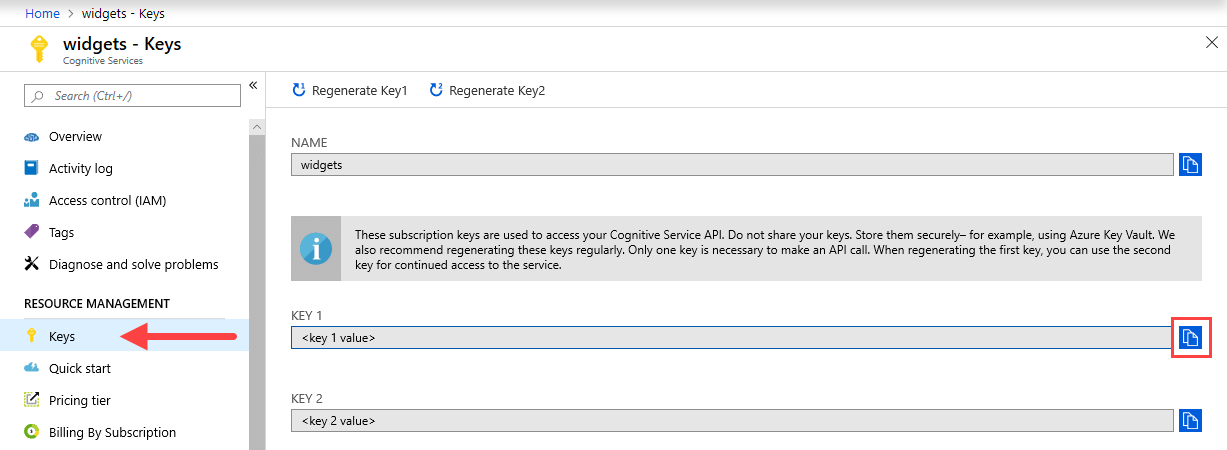 Home > widgets - Keys
widgets - Keys
Cognitive Services
Search (Ctrl+/)
«
Overview
Activity log
Access control (IAM)
Tags
Diagnose and solve problems
RESOURCE MANAGEMENT
Keys
Quick start
Pricing tier
Billing By Subscription
Regenerate Key1
Regenerate Key2
NAME
widgets
These subscription keys are used to access your Cognitive Service API. Do not share your keys. Store them securely– for example, using Azure Key Vault. We
also recommend regenerating these keys regularly. Only one key is necessary to make an API call. When regenerating the first key, you can use the second
key for continued access to the service.
KEY 1
<key 1 value>
KEY 2
<key 2 value>